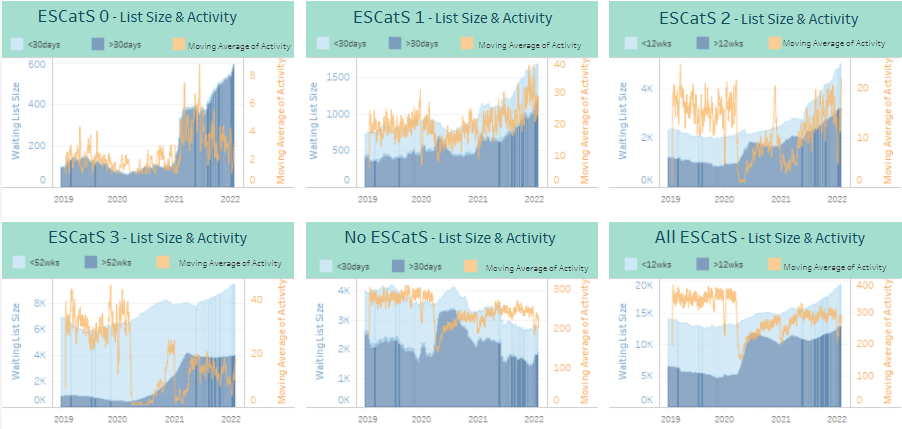 ESCatS 0 - List Size & Activity
<30days >30days Moving Average of Activity
600
400
200
0
Waiting List Size
8
6
4
2
0
Moving Average of Activity
2019 2020 2021 2022
ESCatS 1 - List Size & Activity
<30days >30days Moving Average of Activity
1500
1000
500
0
Waiting List Size
40
30
20
10
0
Moving Average of Activity
2019 2020 2021 2022
ESCatS 2 - List Size & Activity
<12wks >12wks Moving Average of Activity
4K
2K
0K
Waiting List Size
20
10
0
Moving Average of Activity
2019 2020 2021 2022
ESCatS 3 - List Size & Activity
<52wks >52wks Moving Average of Activity
8K
6K
4K
2K
0K
Waiting List Size
40
20
0
Moving Average of Activity
2019 2020 2021 2022
No ESCatS - List Size & Activity
<30days >30days Moving Average of Activity
4K
3K
2K
1K
0K
Waiting List Size
300
200
100
0
Moving Average of Activity
2019 2020 2021 2022
All ESCatS - List Size & Activity
<12wks >12wks Moving Average of Activity
20K
15K
10K
5K
0K
Waiting List Size
400
300
200
100
0
Moving Average of Activity
2019 2020 2021 2022